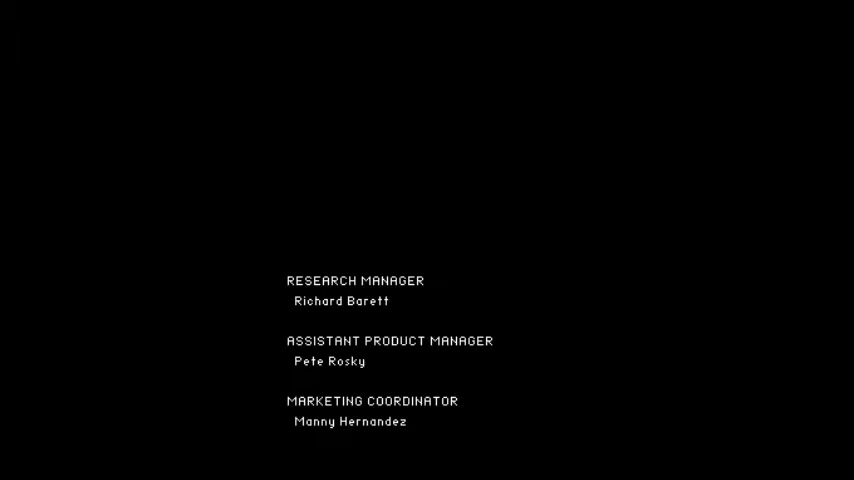 RESEARCH MANAGER
Richard Barett
ASSISTANT PRODUCT MANAGER
Pete Rosky
MARKETING COORDINATOR
Manny Hernandez